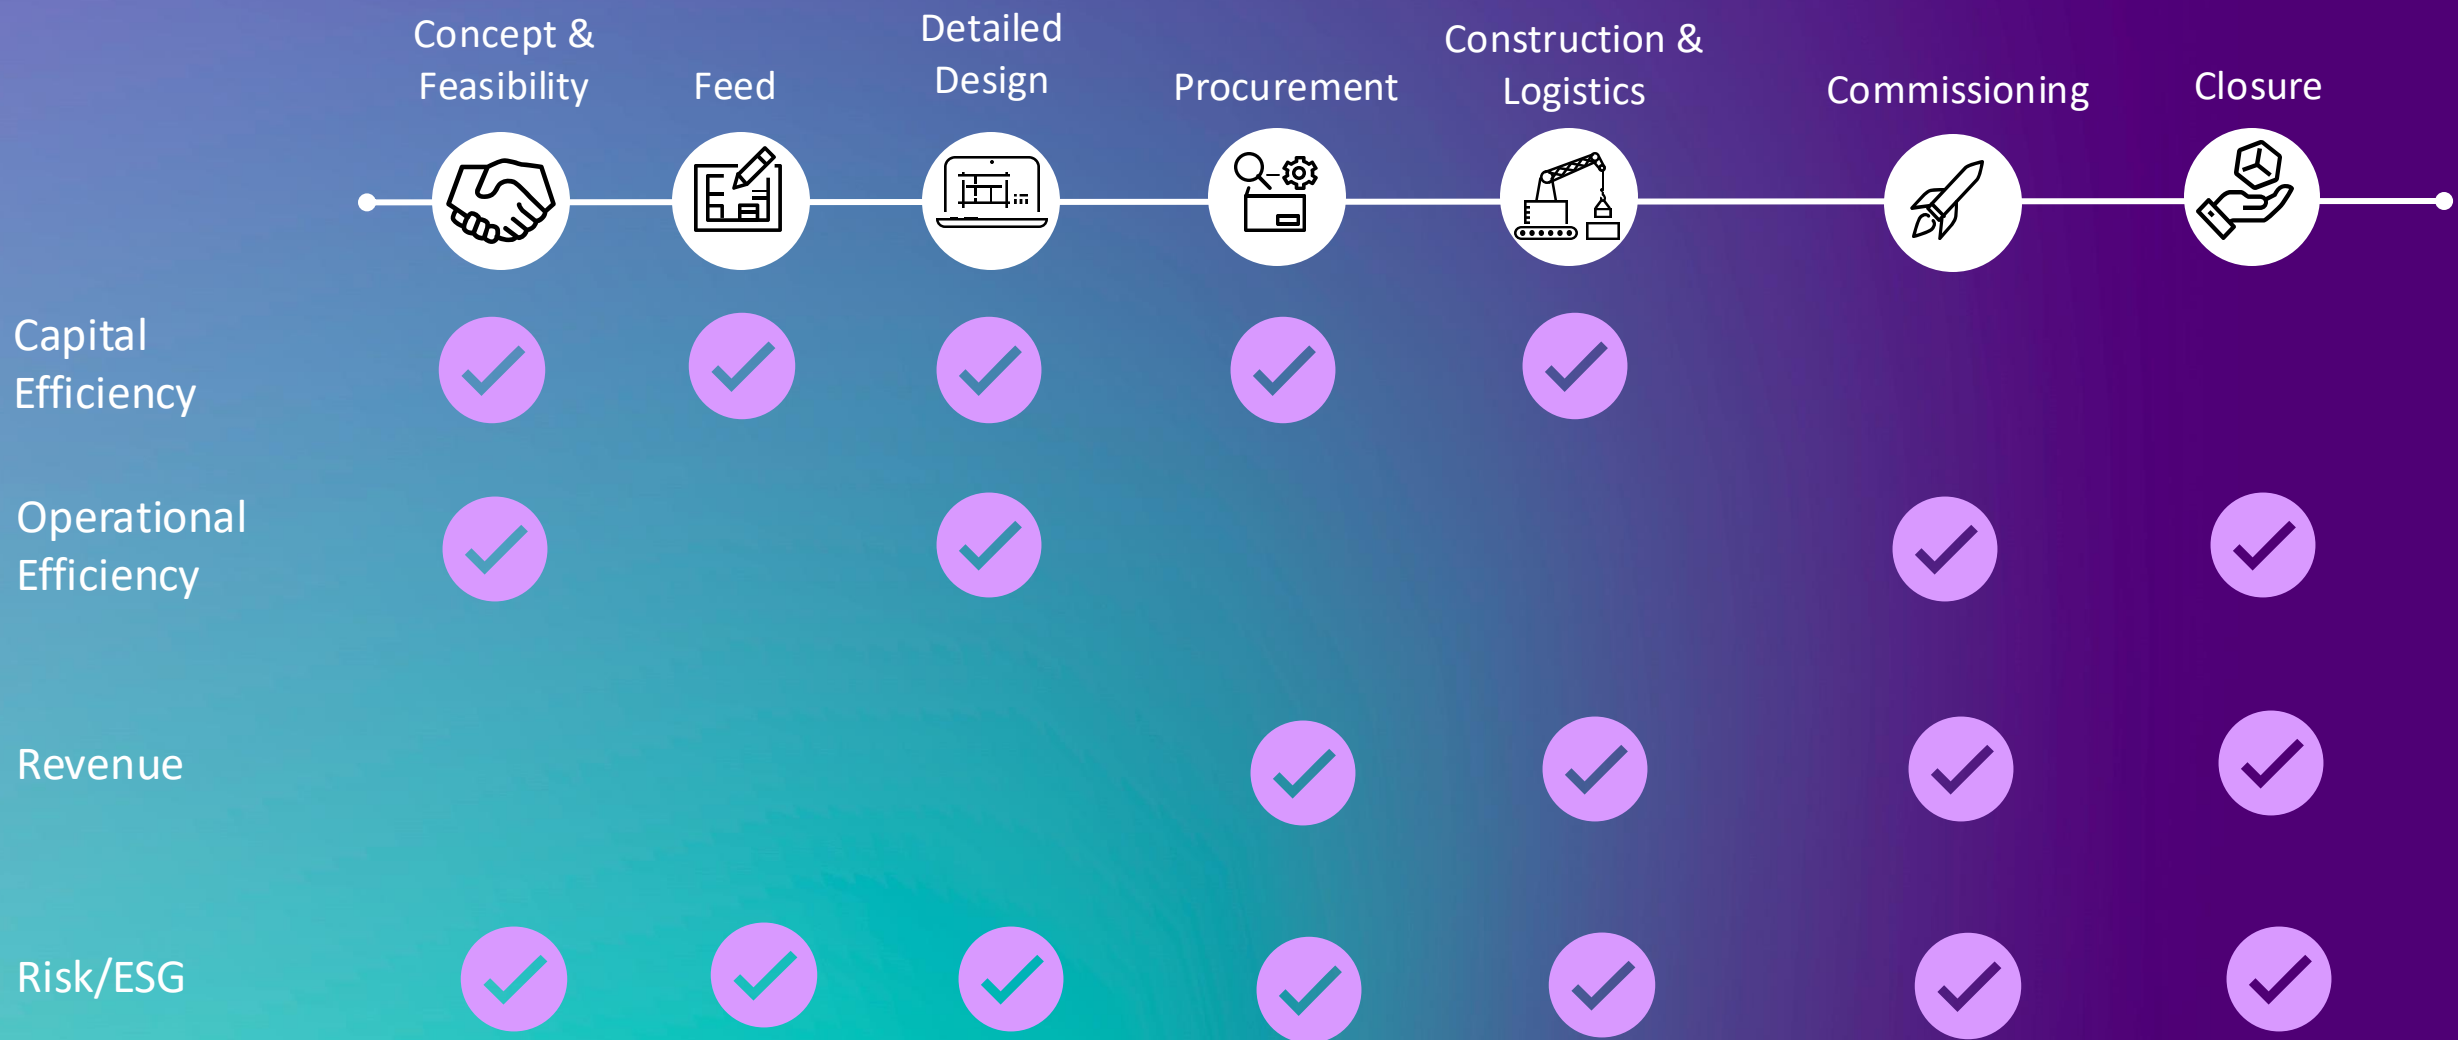 Concept &
Feasibility
Feed
Detailed
Design
Procurement
Construction &
Logistics
Commissioning
Closure
Capital
Efficiency
Operational
Efficiency
Revenue
Risk/ESG